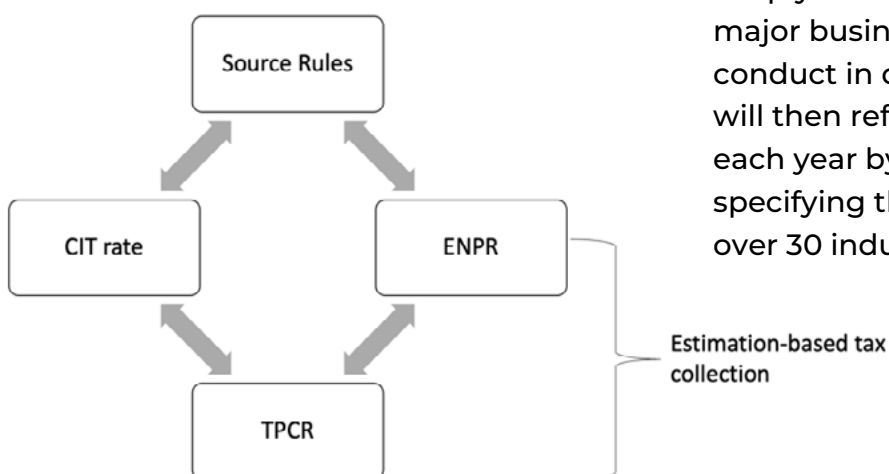 Source Rules
CIT rate
ENPR
TPCR
Estimation-based tax
collection
major busin
conduct in
will then ref
each year by
specifying t
over 30 indu